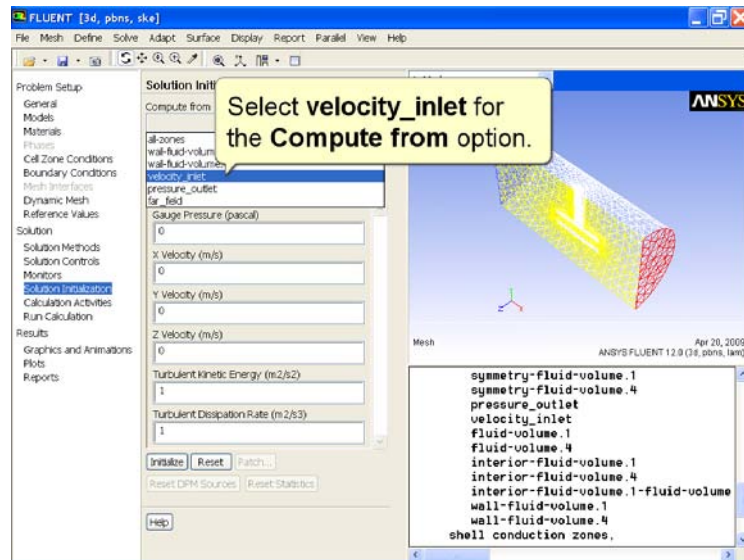 FLUENT [3d, pbns, ske]
File Mesh Define Solve Adapt Surface Display Report Parallel View Help
Problem Setup
General
Models
Materials
Phases
Cell Zone Conditions
Boundary Conditions
Mesh Interfaces
Dynamic Mesh
Reference Values
Solution
Solution Methods
Solution Controls
Monitors
Solution Initialization
Calculation Activities
Run Calculation
Results
Graphics and Animations
Plots
Reports
Solution Initi
Compute from
Select velocity_inlet for
the Compute from option.
all-zones
wall-fluid-volum
wall-fluid-volume
velocity_inlet
pressure_outlet
far_feid
Gauge Pressure (pascal)
0
X Velocity (m/s)
0
Y Velocity (m/s)
0
Z Velocity (m/s)
0
Turbulent Kinetic Energy (m2/s2)
1
Turbulent Dissipation Rate (m2/s3)
1
Initialize Reset Patch...
Reset DPM Sources Reset Statistics
Help
ANSYS
Mesh
Apr 20, 2009
ANSYS FLUENT 12.0 (3d, pbns, lam)
symmetry-fluid-volume.1
symmetry-fluid-volume.4
pressure_outlet
velocity_inlet
fluid-volume.1
fluid-volume.4
interior-fluid-volume.1
interior-fluid-volume.4
interior-fluid-volume.1-fluid-volume
wall-fluid-volume.1
wall-fluid-volume.4
shell conduction zones,